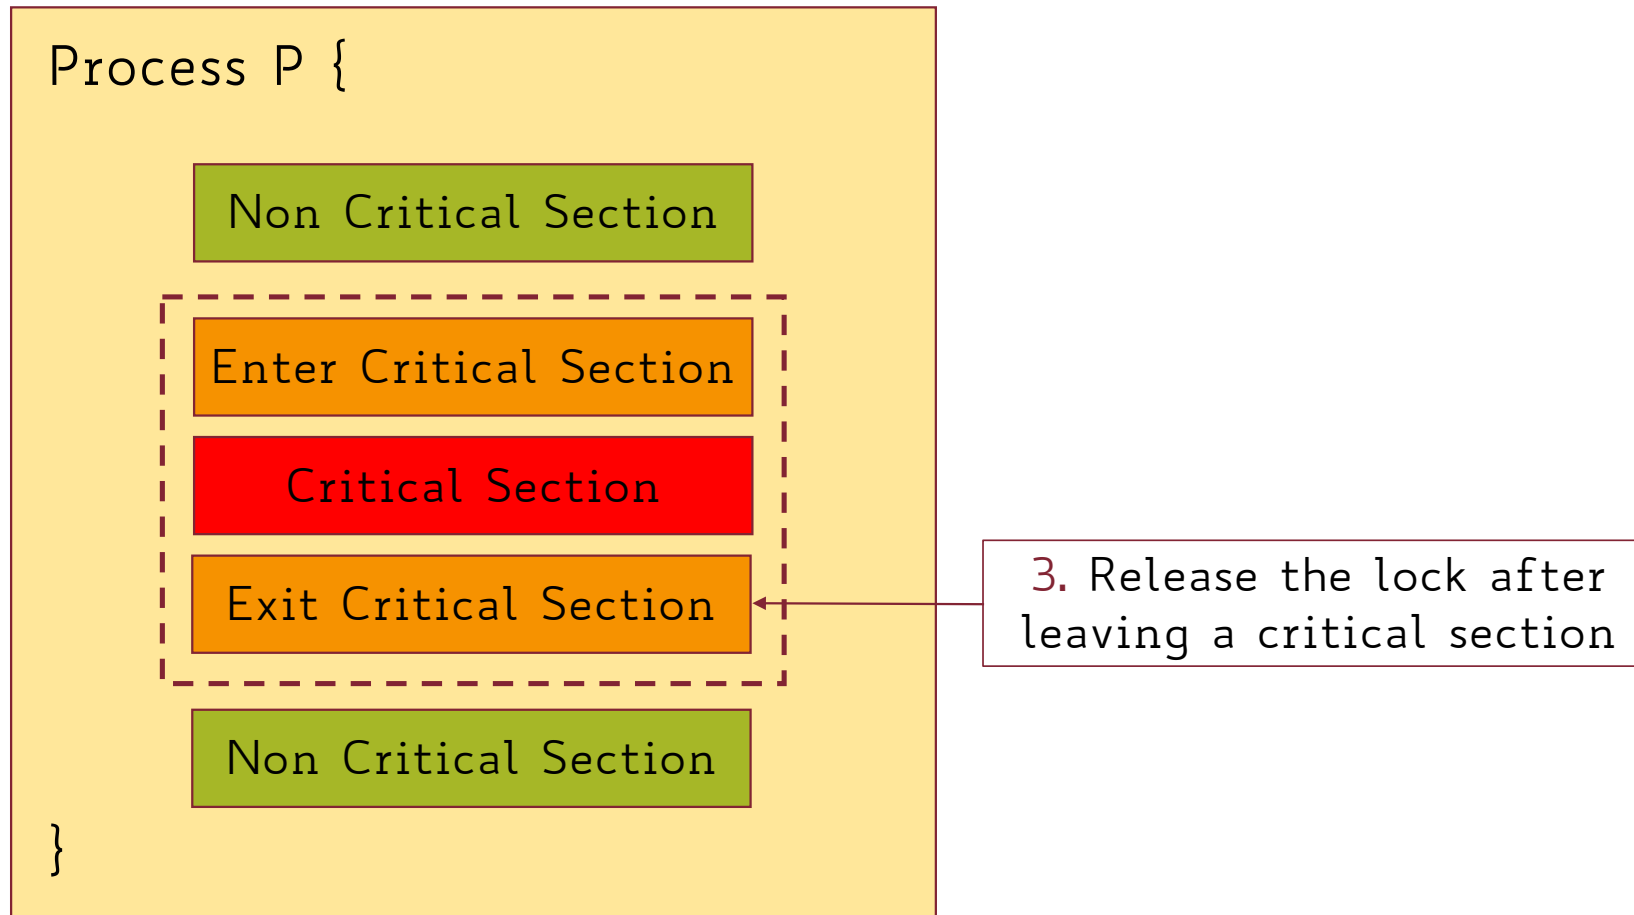 Process P {
Non Critical Section
Enter Critical Section
Critical Section
Exit Critical Section
3. Release the lock after
leaving a critical section
Non Critical Section
}